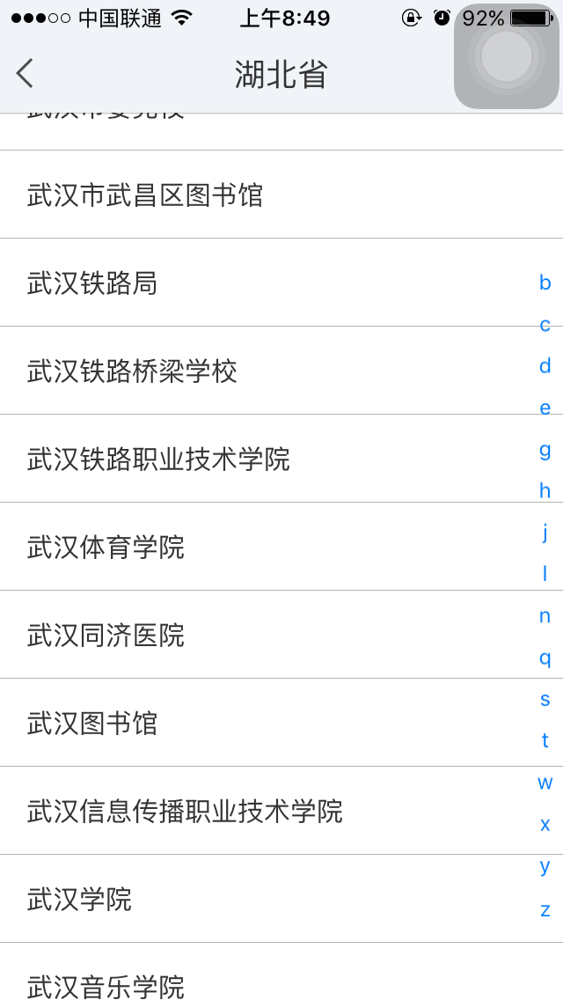 中国联通 上午8:49 92%
湖北省
武汉市武昌区图书馆
武汉铁路局
b
c
武汉铁路桥梁学校
d
e
武汉铁路职业技术学院
g
h
武汉体育学院
j
l
武汉同济医院
n
q
武汉图书馆
s
t
武汉信息传播职业技术学院
w
x
武汉学院
y
z
武汉音乐学院